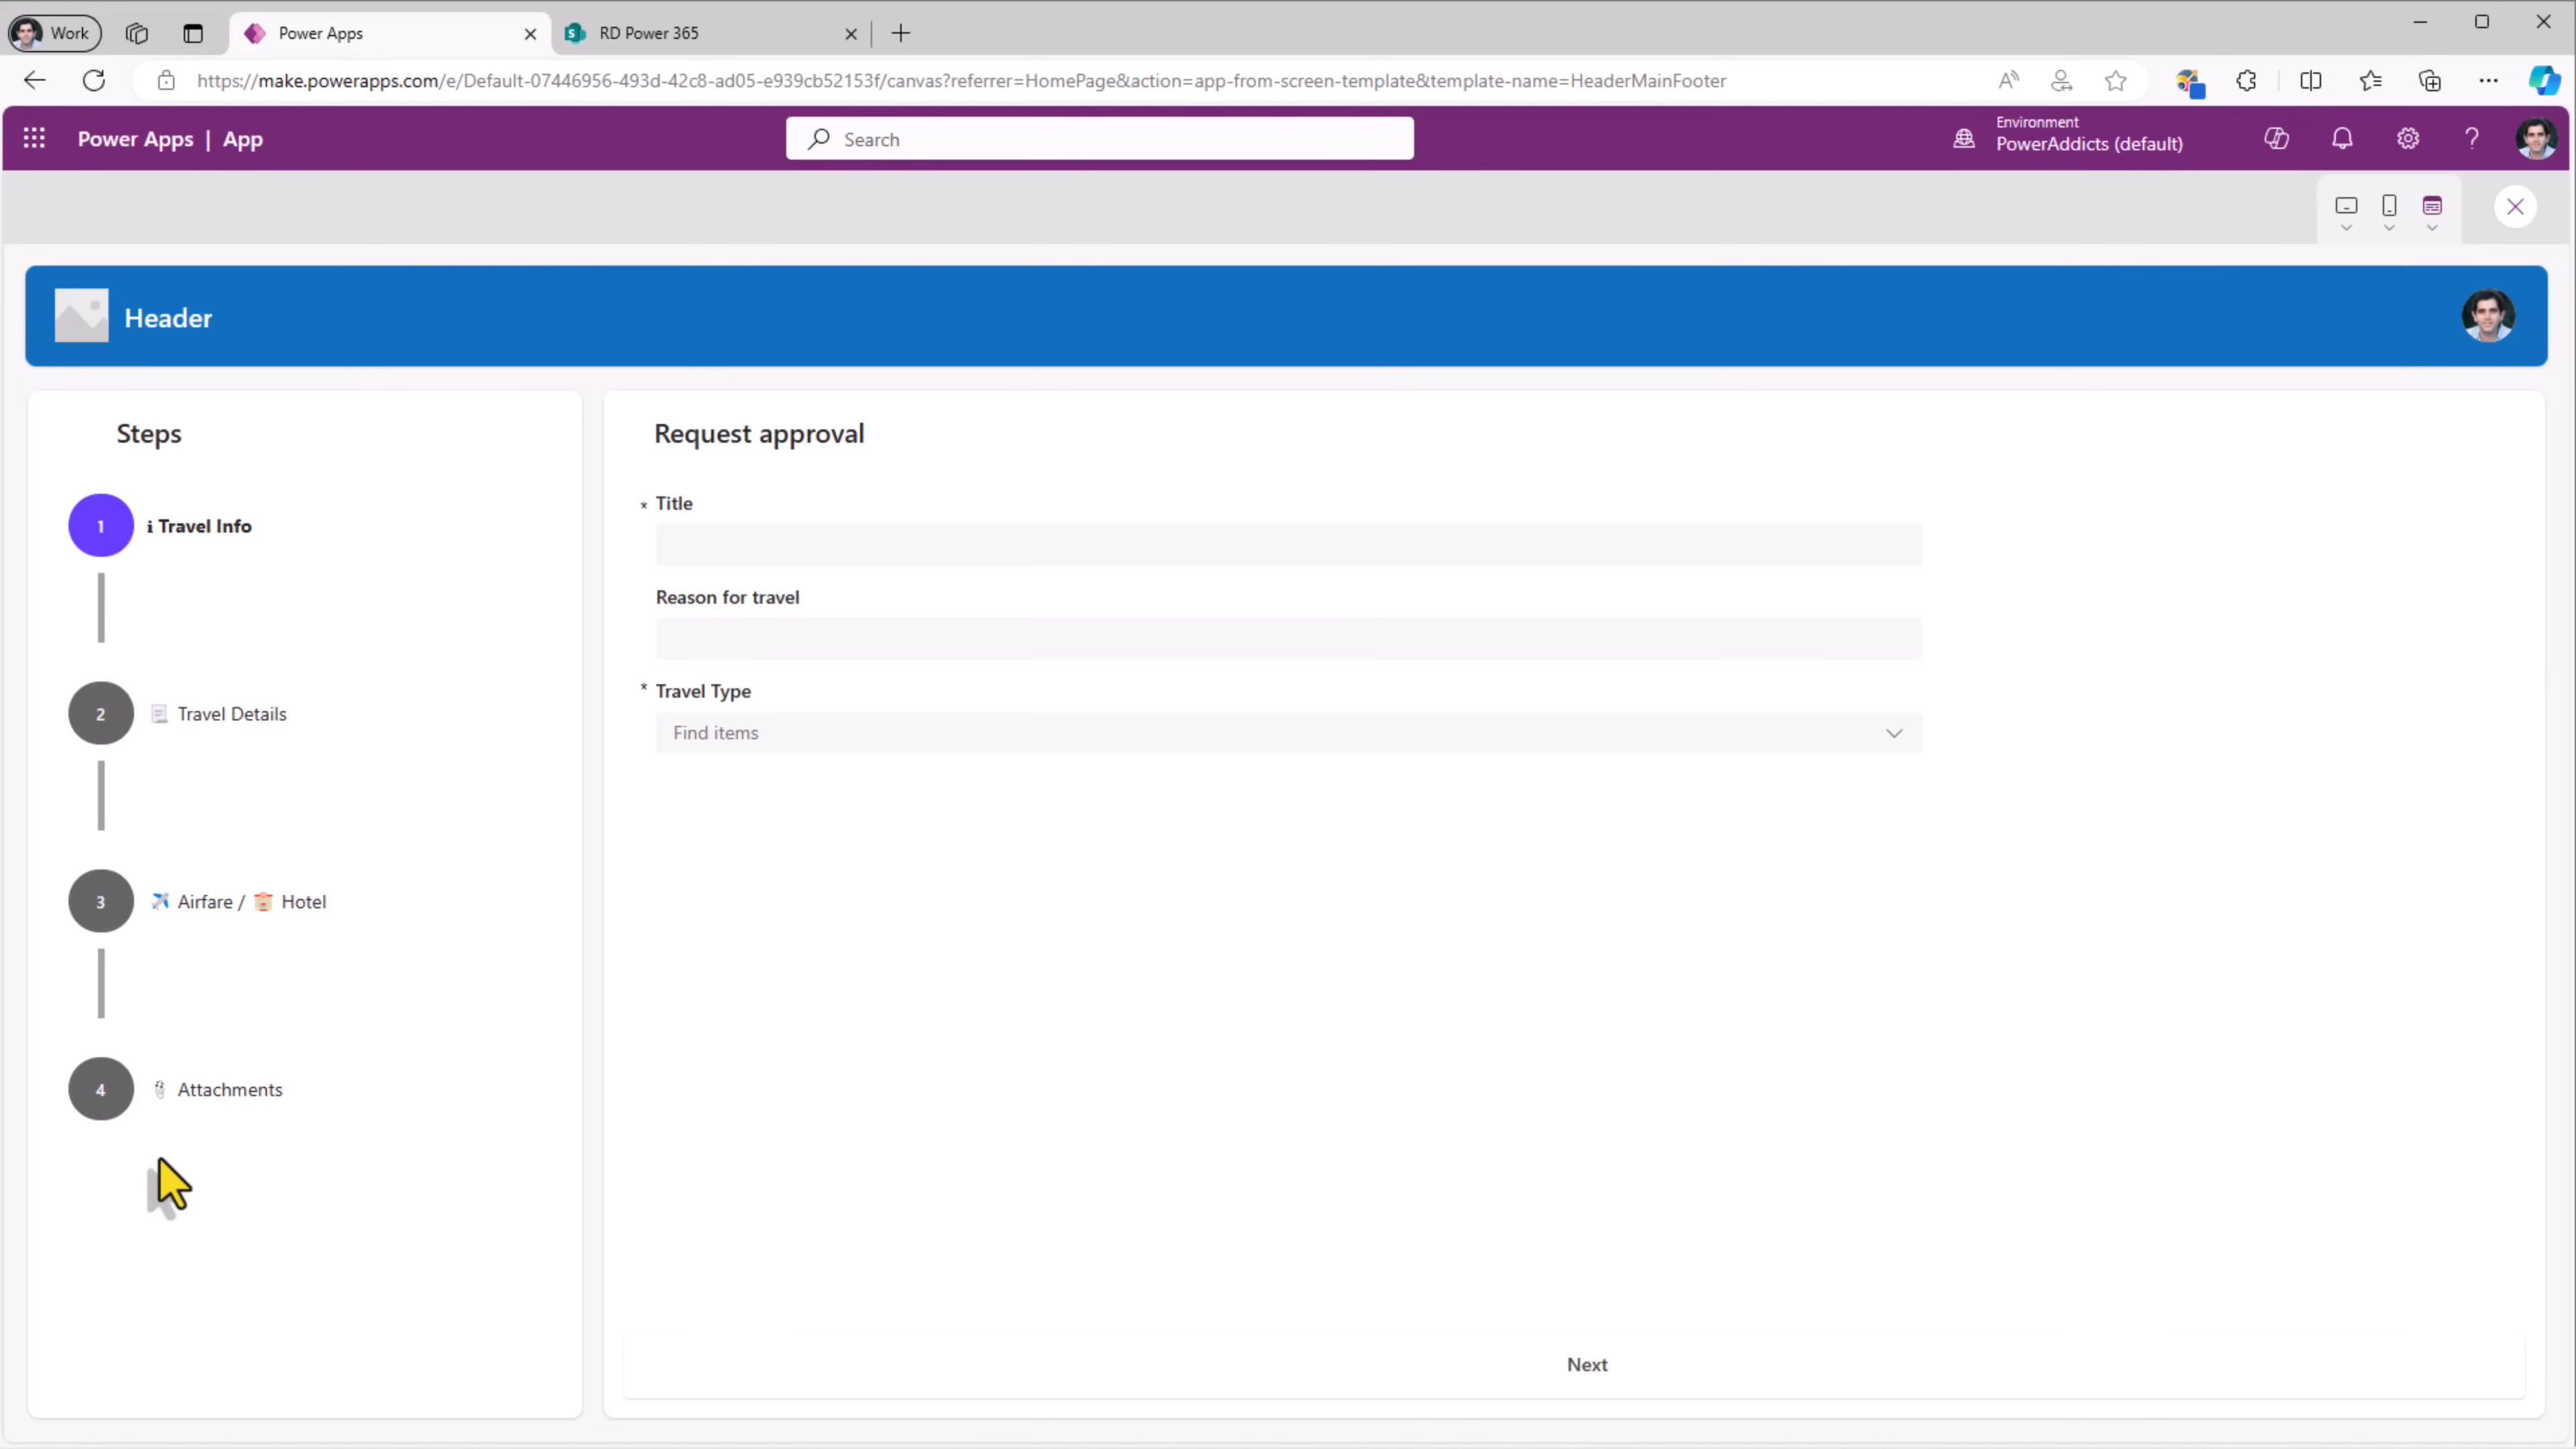 Work
Power Apps
RD Power 365
https://make.powerapps.com/e/Default-07446956-493d-42c8-ad05-e939cb52153f/canvas?referrer=HomePage&action=app-from-screen-template&template-name=HeaderMainFooter
Power Apps | App
Search
Environment
PowerAddicts (default)
Header
Steps
1
i Travel Info
2
Travel Details
3
Airfare / Hotel
4
Attachments
Request approval
* Title
Reason for travel
* Travel Type
Find items
Next